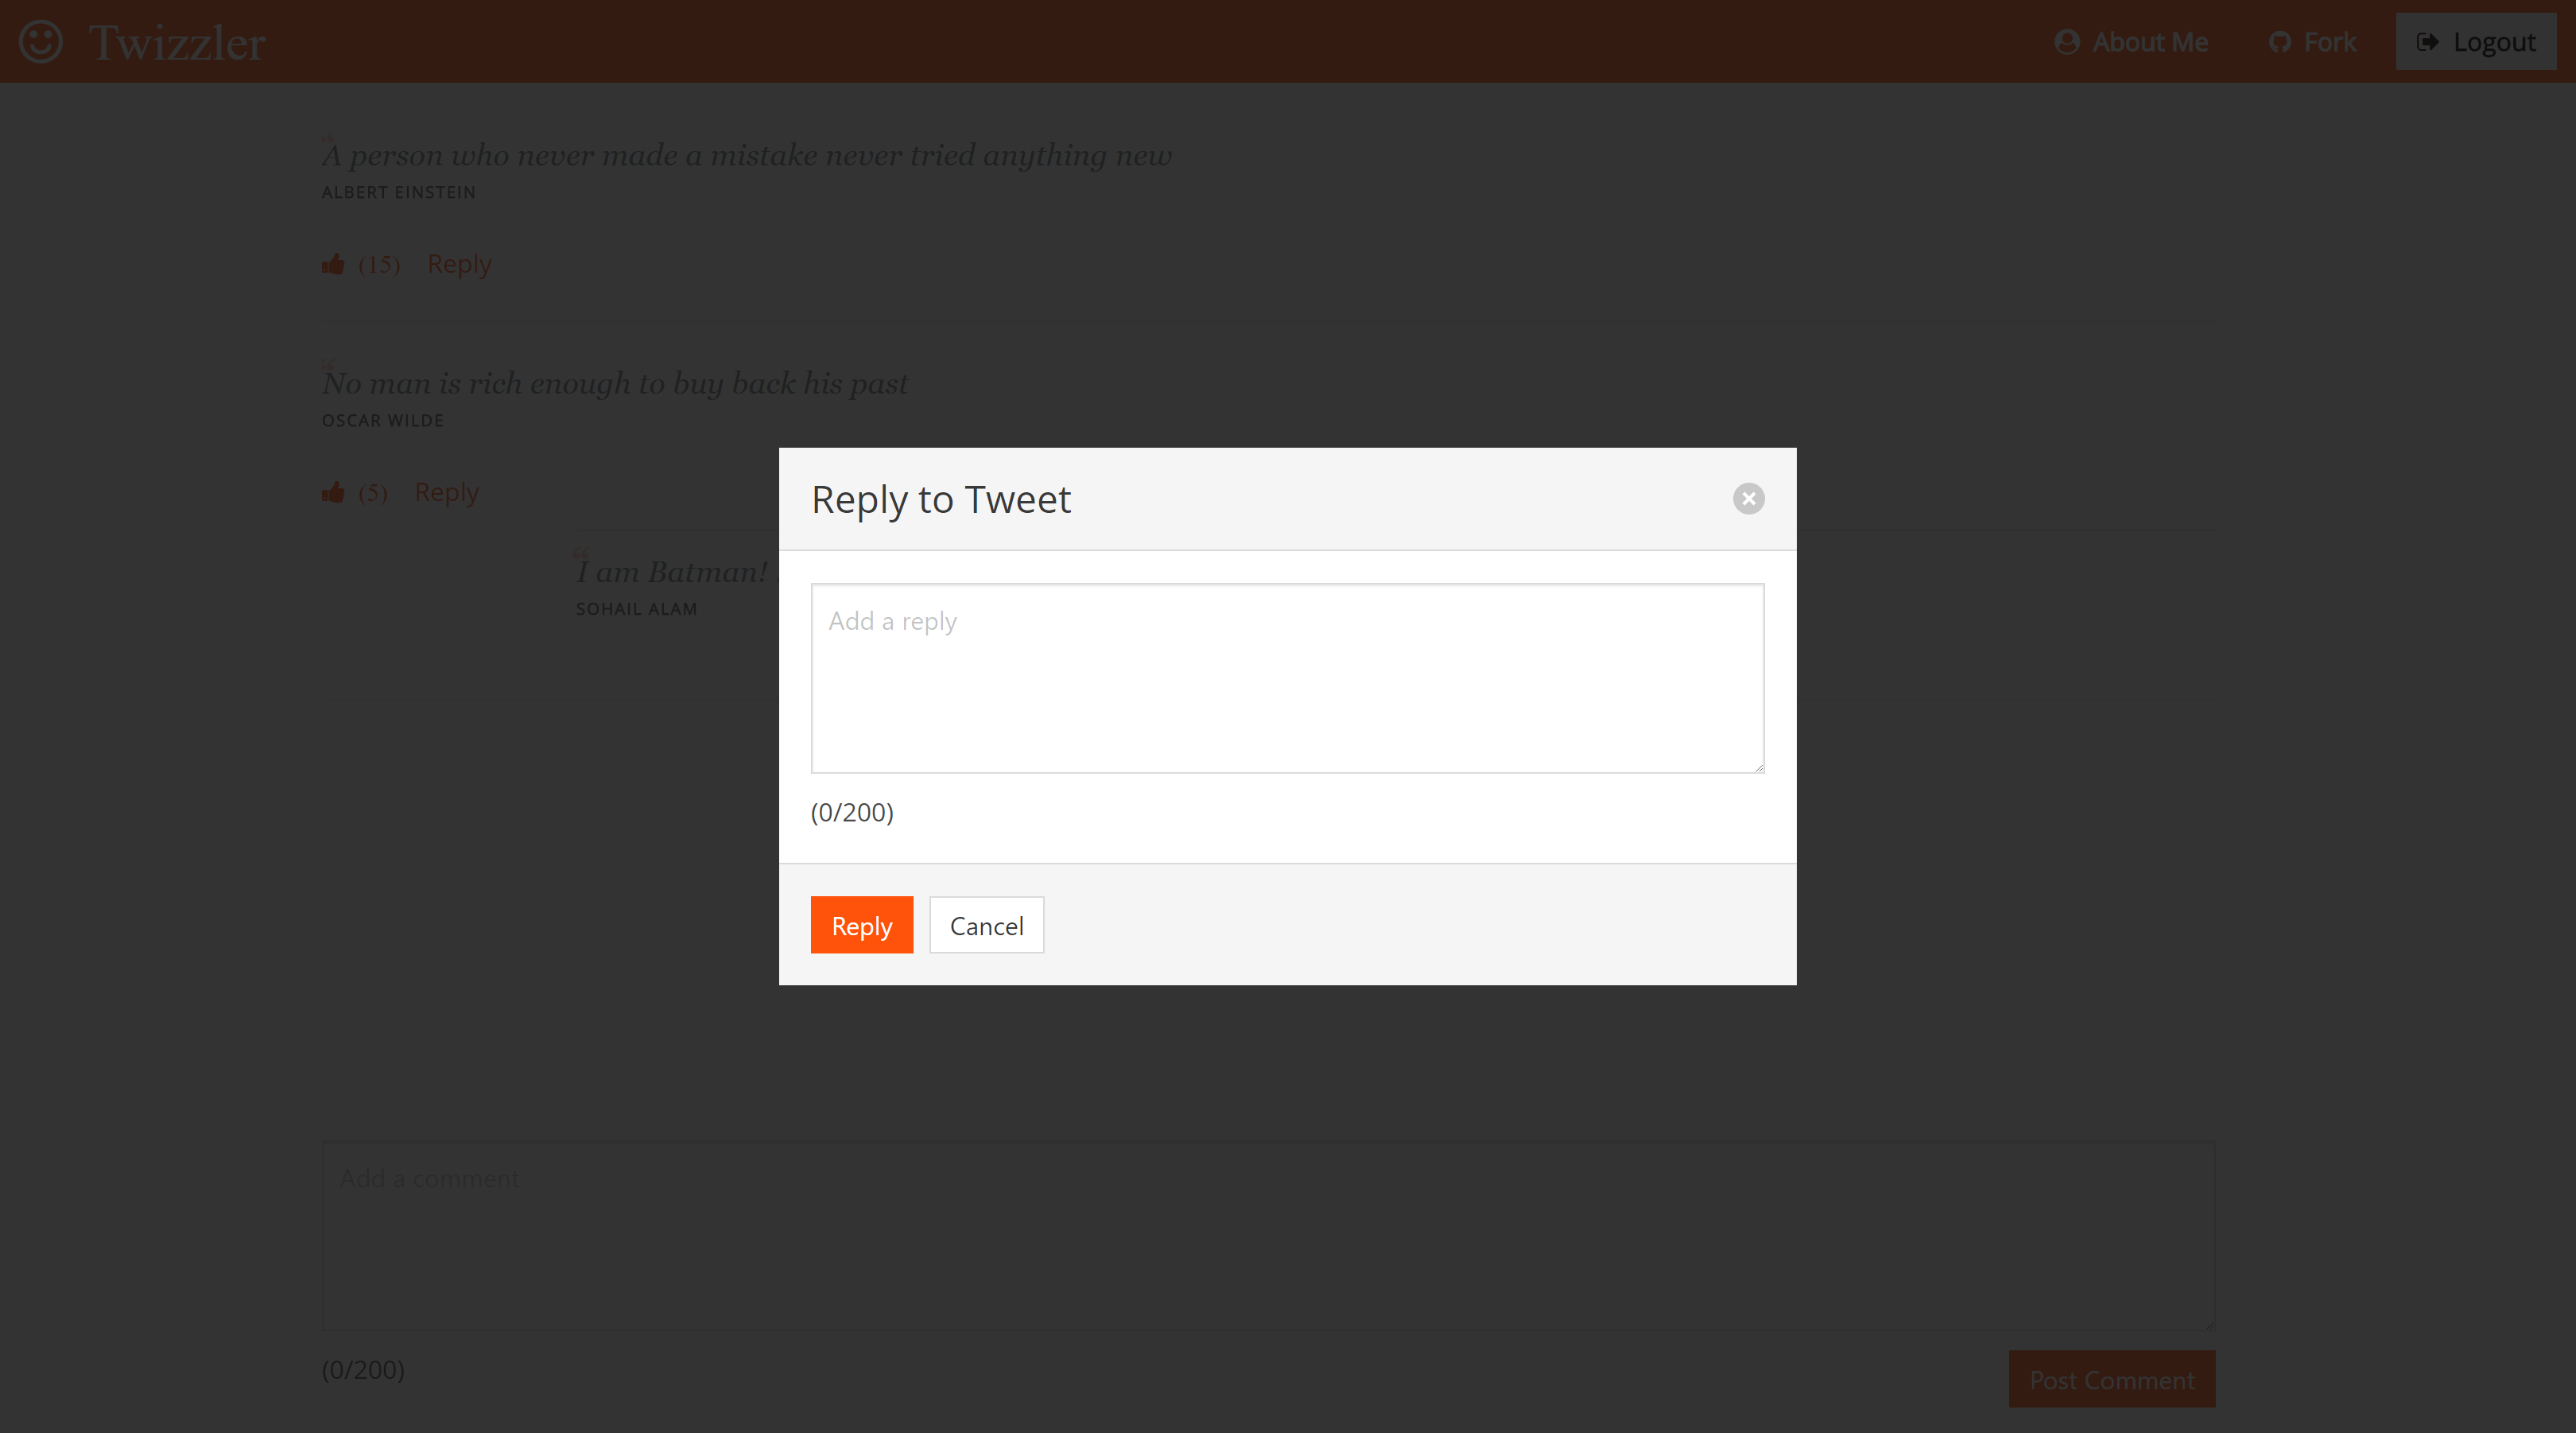 Twizzler
About Me
Fork
Logout
“A person who never made a mistake never tried anything new
ALBERT EINSTEIN
(15) Reply
“No man is rich enough to buy back his past
OSCAR WILDE
(5) Reply
“I am Batman!
SOHAIL ALAM
Reply to Tweet
Add a reply
(0/200)
Reply
Cancel
Add a comment
(0/200)
Post Comment